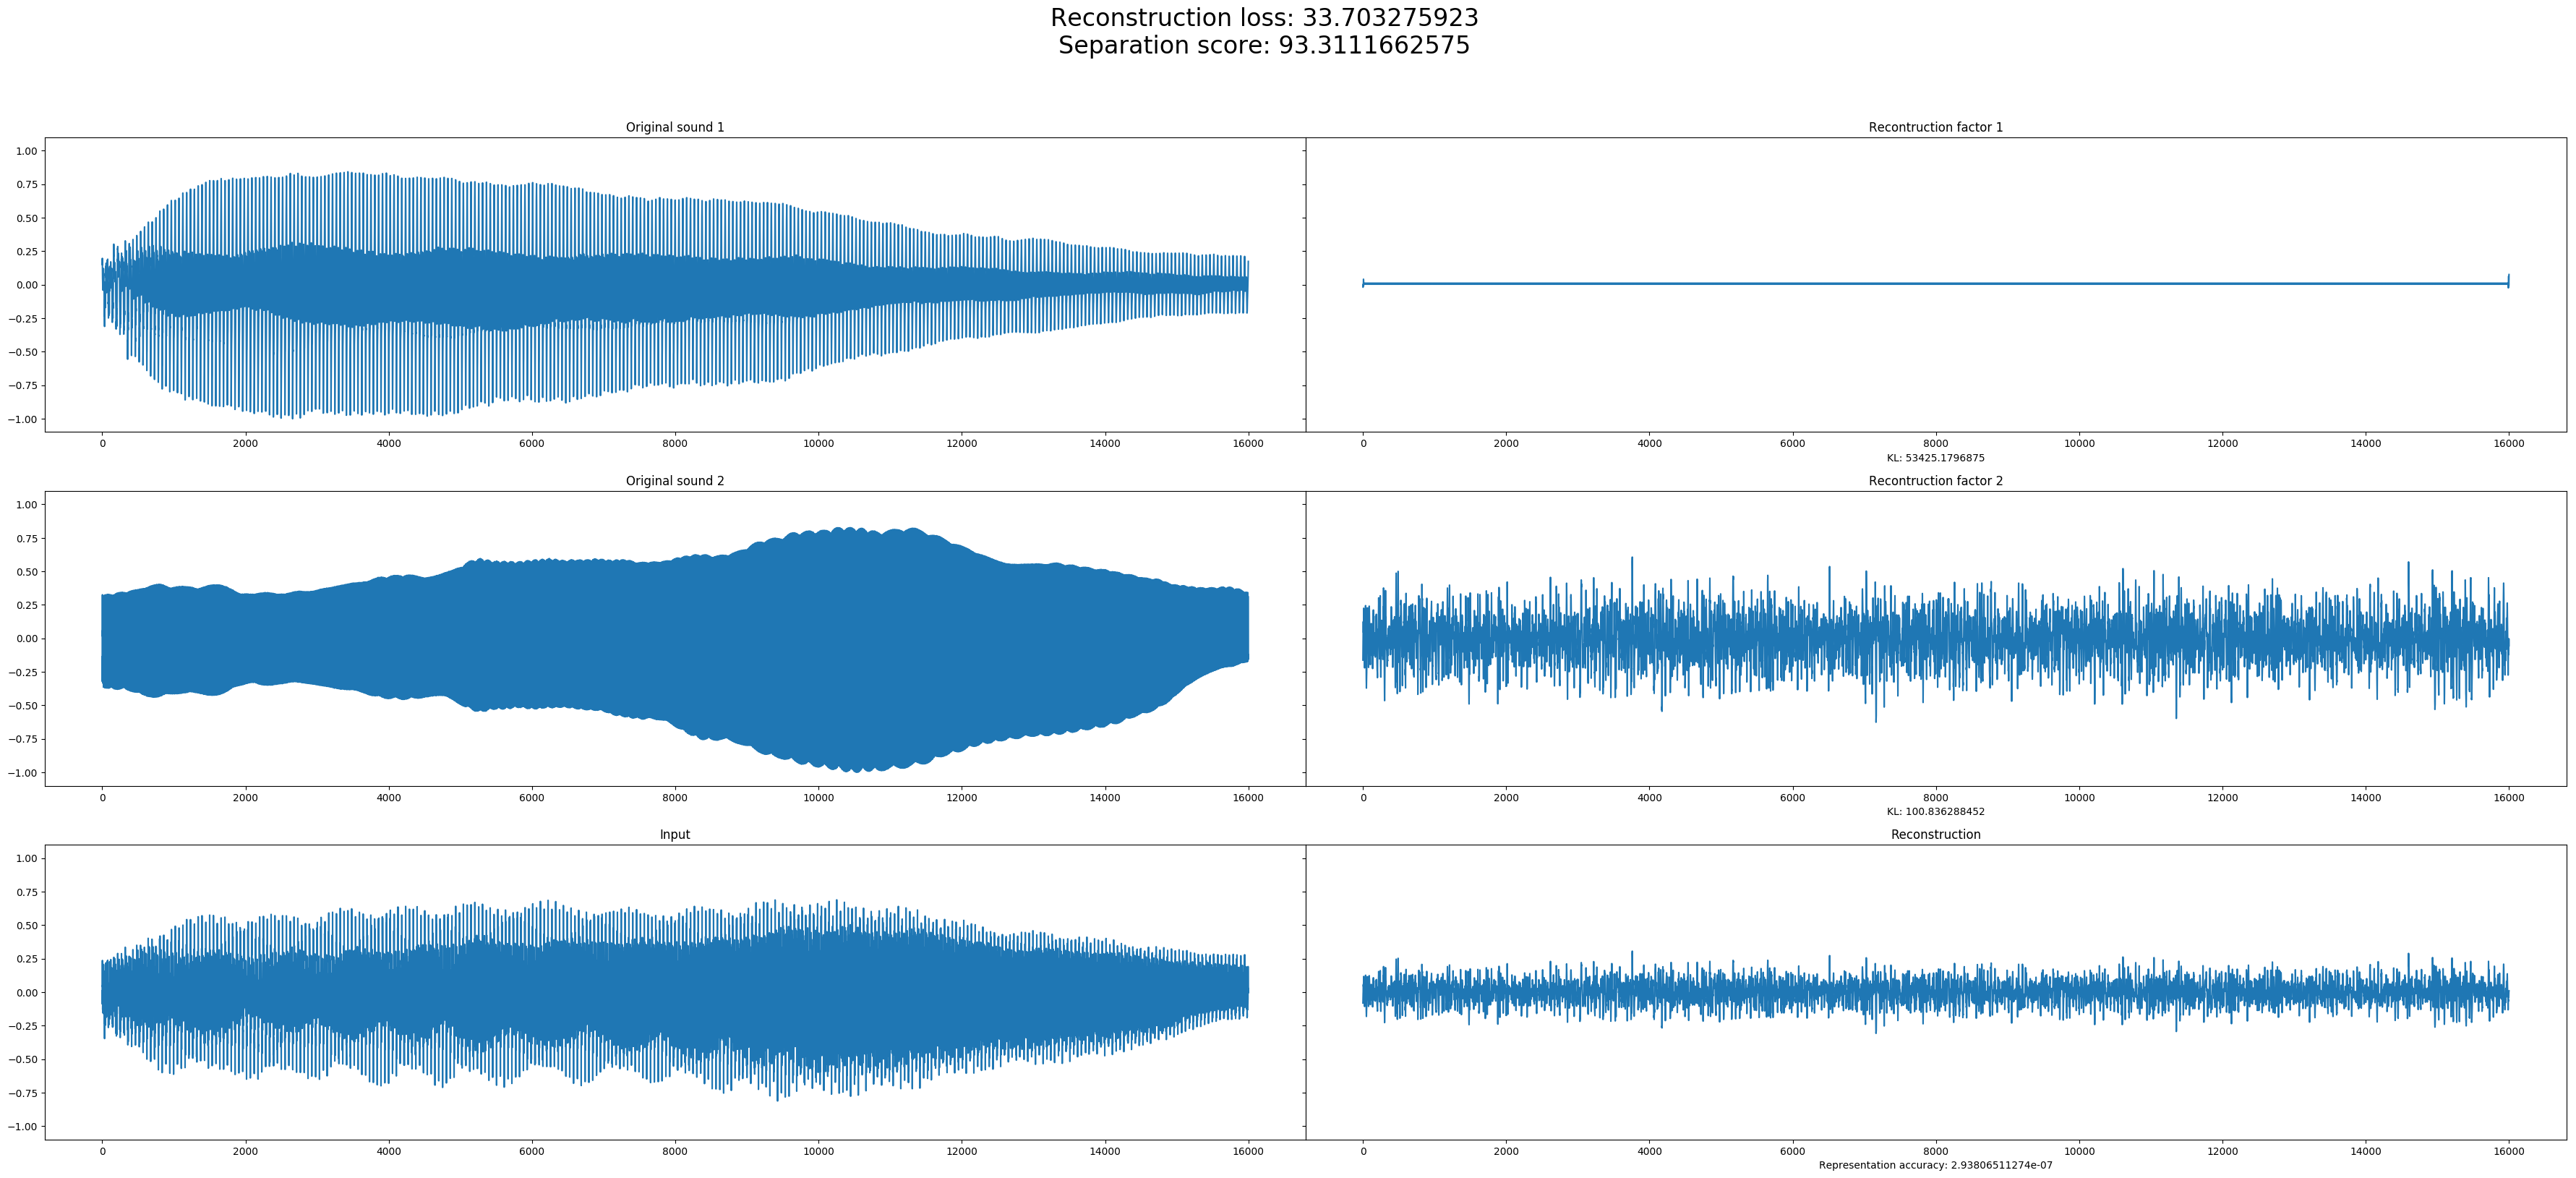 Reconstruction loss: 33.703275923
Separation score: 93.3111662575
Original sound 1
Recontruction factor 1
1.00
0.75
0.50
0.25
0.00
−0.25
−0.50
−0.75
−1.00
0 2000 4000 6000 8000 10000 12000 14000 16000
0 2000 4000 6000 8000 10000 12000 14000 16000
KL: 53425.1796875
Original sound 2
Recontruction factor 2
1.00
0.75
0.50
0.25
0.00
−0.25
−0.50
−0.75
−1.00
0 2000 4000 6000 8000 10000 12000 14000 16000
0 2000 4000 6000 8000 10000 12000 14000 16000
KL: 100.836288452
Input
Reconstruction
1.00
0.75
0.50
0.25
0.00
−0.25
−0.50
−0.75
−1.00
0 2000 4000 6000 8000 10000 12000 14000 16000
0 2000 4000 6000 8000 10000 12000 14000 16000
Representation accuracy: 2.93806511274e-07